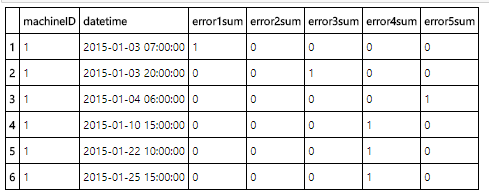 machineID datetime error1sum error2sum error3sum error4sum error5sum
1 1 2015-01-03 07:00:00 1 0 0 0 0
2 1 2015-01-03 20:00:00 0 0 1 0 0
3 1 2015-01-04 06:00:00 0 0 0 0 1
4 1 2015-01-10 15:00:00 0 0 0 1 0
5 1 2015-01-22 10:00:00 0 0 0 1 0
6 1 2015-01-25 15:00:00 0 0 0 1 0